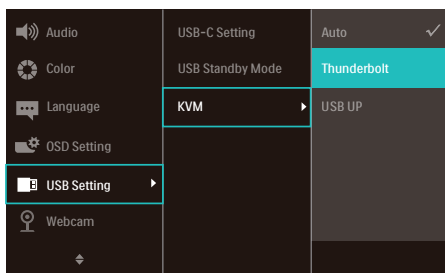 Audio
Color
Language
OSD Setting
USB Setting
Webcam
USB-C Setting
USB Standby Mode
KVM
Auto
Thunderbolt
USB UP